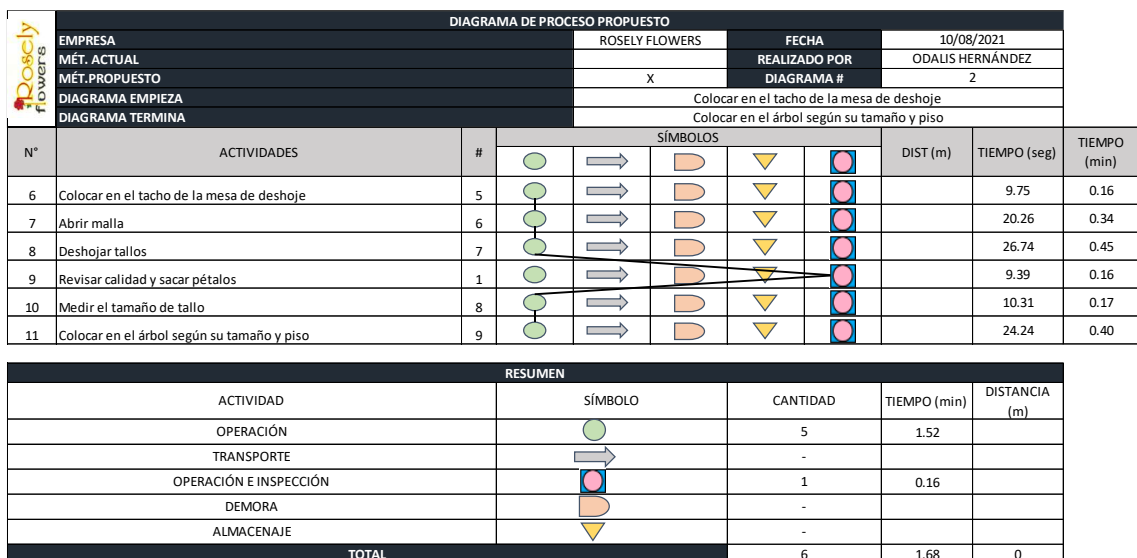 Rosely
flowers
DIAGRAMA DE PROCESO PROPUESTO
EMPRESA ROSELY FLOWERS FECHA 10/08/2021
MÉT. ACTUAL REALIZADO POR ODALIS HERNÁNDEZ
MÉT.PROPUESTO X DIAGRAMA # 2
DIAGRAMA EMPIEZA Colocar en el tacho de la mesa de deshoje
DIAGRAMA TERMINA Colocar en el árbol según su tamaño y piso
N° ACTIVIDADES # SÍMBOLOS DIST (m) TIEMPO (seg) TIEMPO (min)
6 Colocar en el tacho de la mesa de deshoje 5 9.75 0.16
7 Abrir malla 6 20.26 0.34
8 Deshojar tallos 7 26.74 0.45
9 Revisar calidad y sacar pétalos 1 9.39 0.16
10 Medir el tamaño de tallo 8 10.31 0.17
11 Colocar en el árbol según su tamaño y piso 9 24.24 0.40
RESUMEN
ACTIVIDAD SÍMBOLO CANTIDAD TIEMPO (min) DISTANCIA (m)
OPERACIÓN 5 1.52
TRANSPORTE -
OPERACIÓN E INSPECCIÓN 1 0.16
DEMORA -
ALMACENAJE -
TOTAL 6 1.68 0